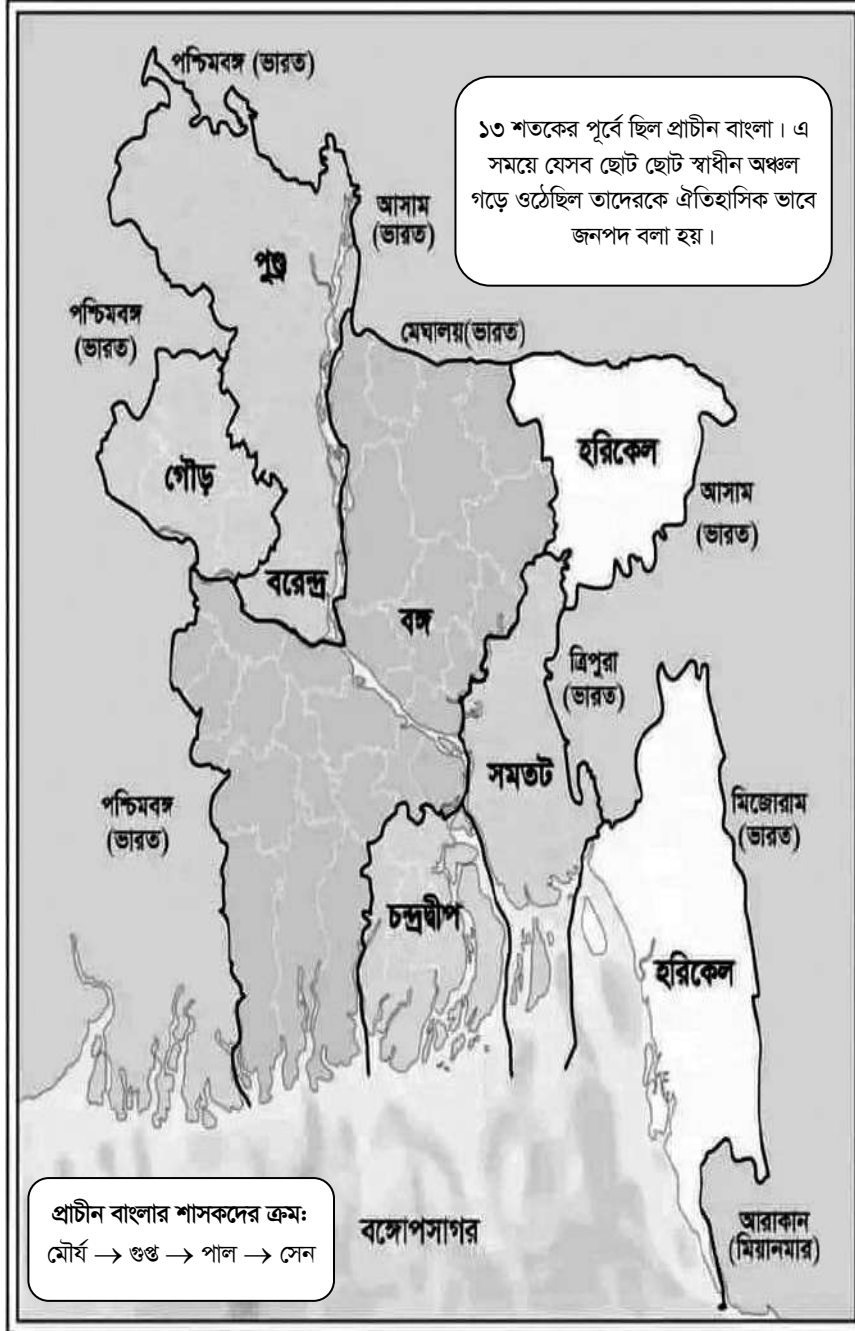 পশ্চিমবঙ্গ (ভারত)
১৩ শতকের পূর্বে ছিল প্রাচীন বাংলা। এ
সময়ে যেসব ছোট ছোট স্বাধীন অঞ্চল
গড়ে ওঠেছিল তাদেরকে ঐতিহাসিক ভাবে
জনপদ বলা হয়।
আসাম
(ভারত)
পুণ্ড্র
পশ্চিমবঙ্গ
(ভারত)
মেঘালয়(ভারত)
হরিকেল
গৌড়
আসাম
(ভারত)
বরেন্দ্র
বঙ্গ
ত্রিপুরা
(ভারত)
সমতট
পশ্চিমবঙ্গ
(ভারত)
মিজোরাম
(ভারত)
চন্দ্রদ্বীপ
হরিকেল
প্রাচীন বাংলার শাসকদের ক্রম:
মৌর্য → গুপ্ত → পাল → সেন
বঙ্গোপসাগর
আরাকান
(মিয়ানমার)